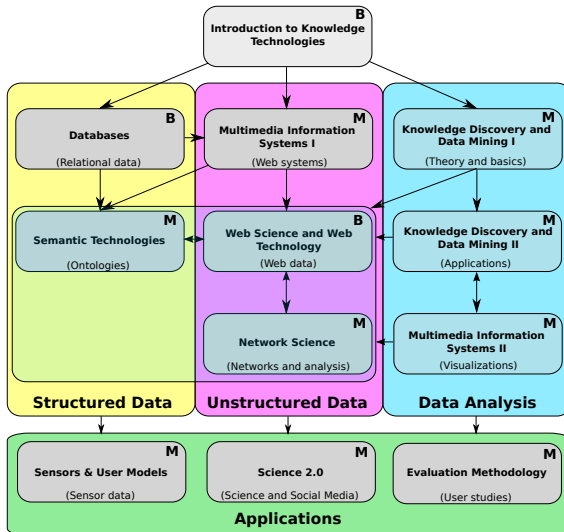 B
Introduction to Knowledge
Technologies
B
Databases
(Relational data)
M
Multimedia Information
Systems I
(Web systems)
M
Knowledge Discovery and
Data Mining I
(Theory and basics)
M
Semantic Technologies
(Ontologies)
B
Web Science and Web
Technology
(Web data)
M
Knowledge Discovery and
Data Mining II
(Applications)
M
Network Science
(Networks and analysis)
M
Multimedia Information
Systems II
(Visualizations)
Structured Data
Unstructured Data
Data Analysis
M
Sensors & User Models
(Sensor data)
M
Science 2.0
(Science and Social Media)
M
Evaluation Methodology
(User studies)
Applications